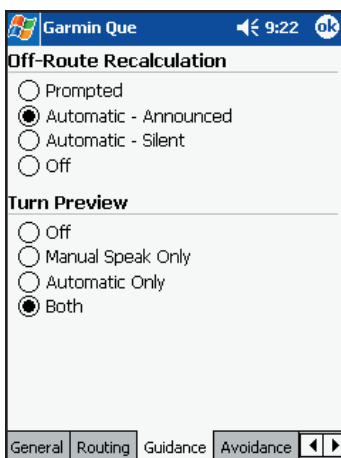 Garmin Que 9:22 ok
Off-Route Recalculation
Prompted
Automatic - Announced
Automatic - Silent
Off
Turn Preview
Off
Manual Speak Only
Automatic Only
Both
General Routing Guidance Avoidance